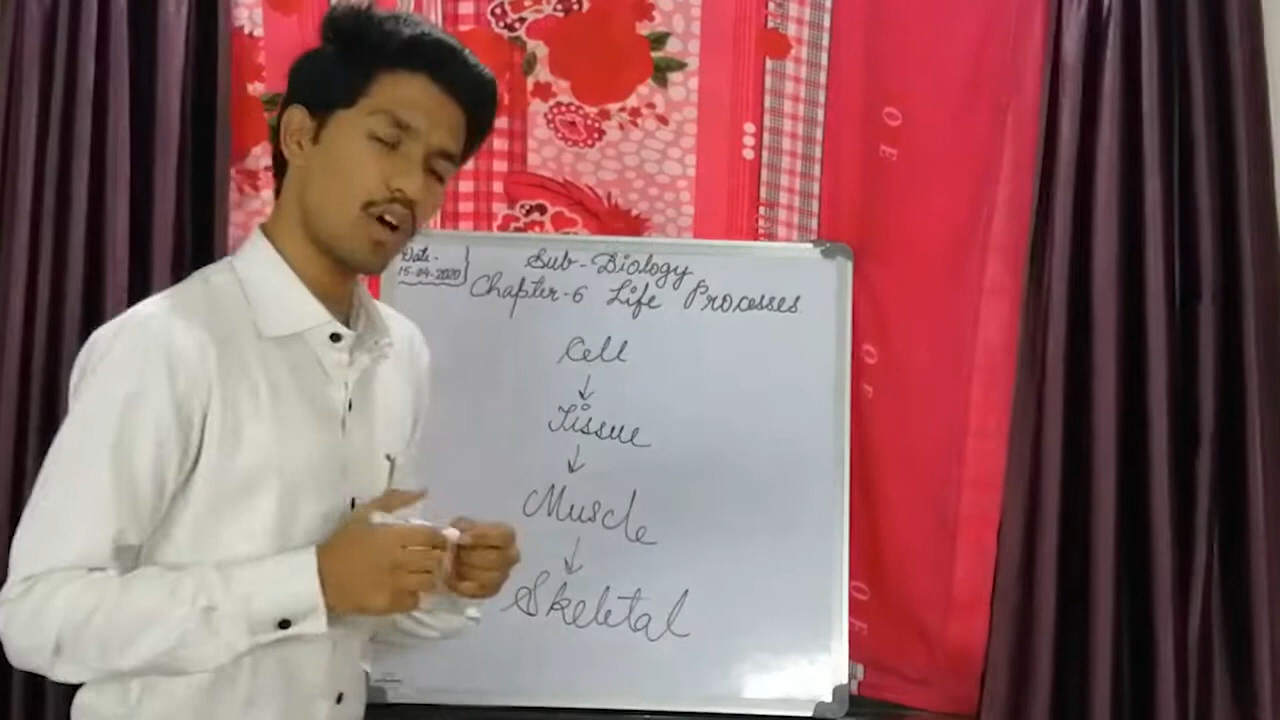 Date-
15-04-2020
Sub-Biology
Chapter-6 Life Processes
Cell
↓
Tissue
↓
Muscle
↓
Skeletal